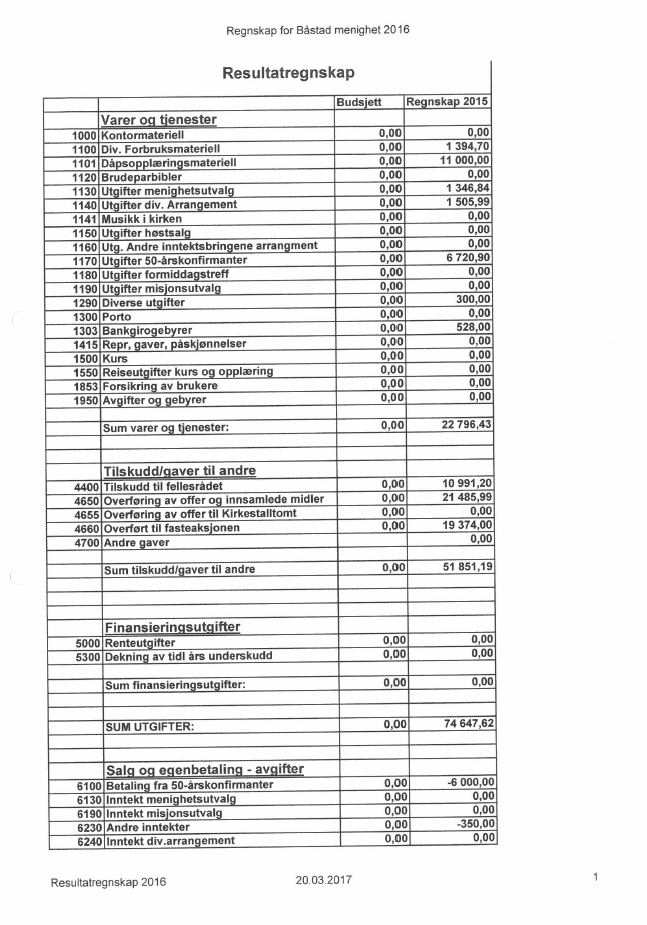 Regnskap for Båstad menighet 2016
Resultatregnskap
Budsjett Regnskap 2015
Varer og tjenester
1000 Kontormateriell 0,00 0,00
1100 Div. Forbruksmateriell 0,00 1 394,70
1101 Dåpsopplæringsmateriell 0,00 11 000,00
1120 Brudeparbibler 0,00 0,00
1130 Utgifter menighetsutvalg 0,00 1 346,84
1140 Utgifter div. Arrangement 0,00 1 505,99
1141 Musikk i kirken 0,00 0,00
1150 Utgifter høstsalg 0,00 0,00
1160 Utg. Andre inntektsbringene arrangment 0,00 0,00
1170 Utgifter 50-årskonfirmanter 0,00 6 720,90
1180 Utgifter formiddagstreff 0,00 0,00
1190 Utgifter misjonsutvalg 0,00 0,00
1290 Diverse utgifter 0,00 300,00
1300 Porto 0,00 0,00
1303 Bankgirogebyrer 0,00 528,00
1415 Repr, gaver, påskjønnelser 0,00 0,00
1500 Kurs 0,00 0,00
1550 Reiseutgifter kurs og opplæring 0,00 0,00
1853 Forsikring av brukere 0,00 0,00
1950 Avgifter og gebyrer 0,00 0,00
Sum varer og tjenester: 0,00 22 796,43
Tilskudd/gaver til andre
4400 Tilskudd til fellesrådet 0,00 10 991,20
4650 Overføring av offer og innsamlede midler 0,00 21 485,99
4655 Overføring av offer til Kirkestalltomt 0,00 0,00
4660 Overført til fasteaksjonen 0,00 19 374,00
4700 Andre gaver 0,00
Sum tilskudd/gaver til andre 0,00 51 851,19
Finansieringsutgifter
5000 Renteutgifter 0,00 0,00
5300 Dekning av tidl års underskudd 0,00 0,00
Sum finansieringsutgifter: 0,00 0,00
SUM UTGIFTER: 0,00 74 647,62
Salg og egenbetaling - avgifter
6100 Betaling fra 50-årskonfirmanter 0,00 -6 000,00
6130 Inntekt menighetsutvalg 0,00 0,00
6190 Inntekt misjonsutvalg 0,00 0,00
6230 Andre inntekter 0,00 -350,00
6240 Inntekt div.arrangement 0,00 0,00
Resultatregnskap 2016 20.03.2017 1